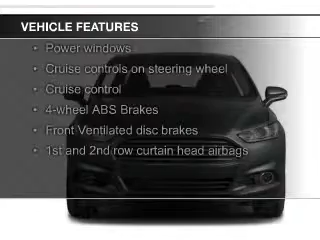 VEHICLE FEATURES
• Power windows
• Cruise controls on steering wheel
• Cruise control
• 4-wheel ABS Brakes
• Front Ventilated disc brakes
• 1st and 2nd row curtain head airbags